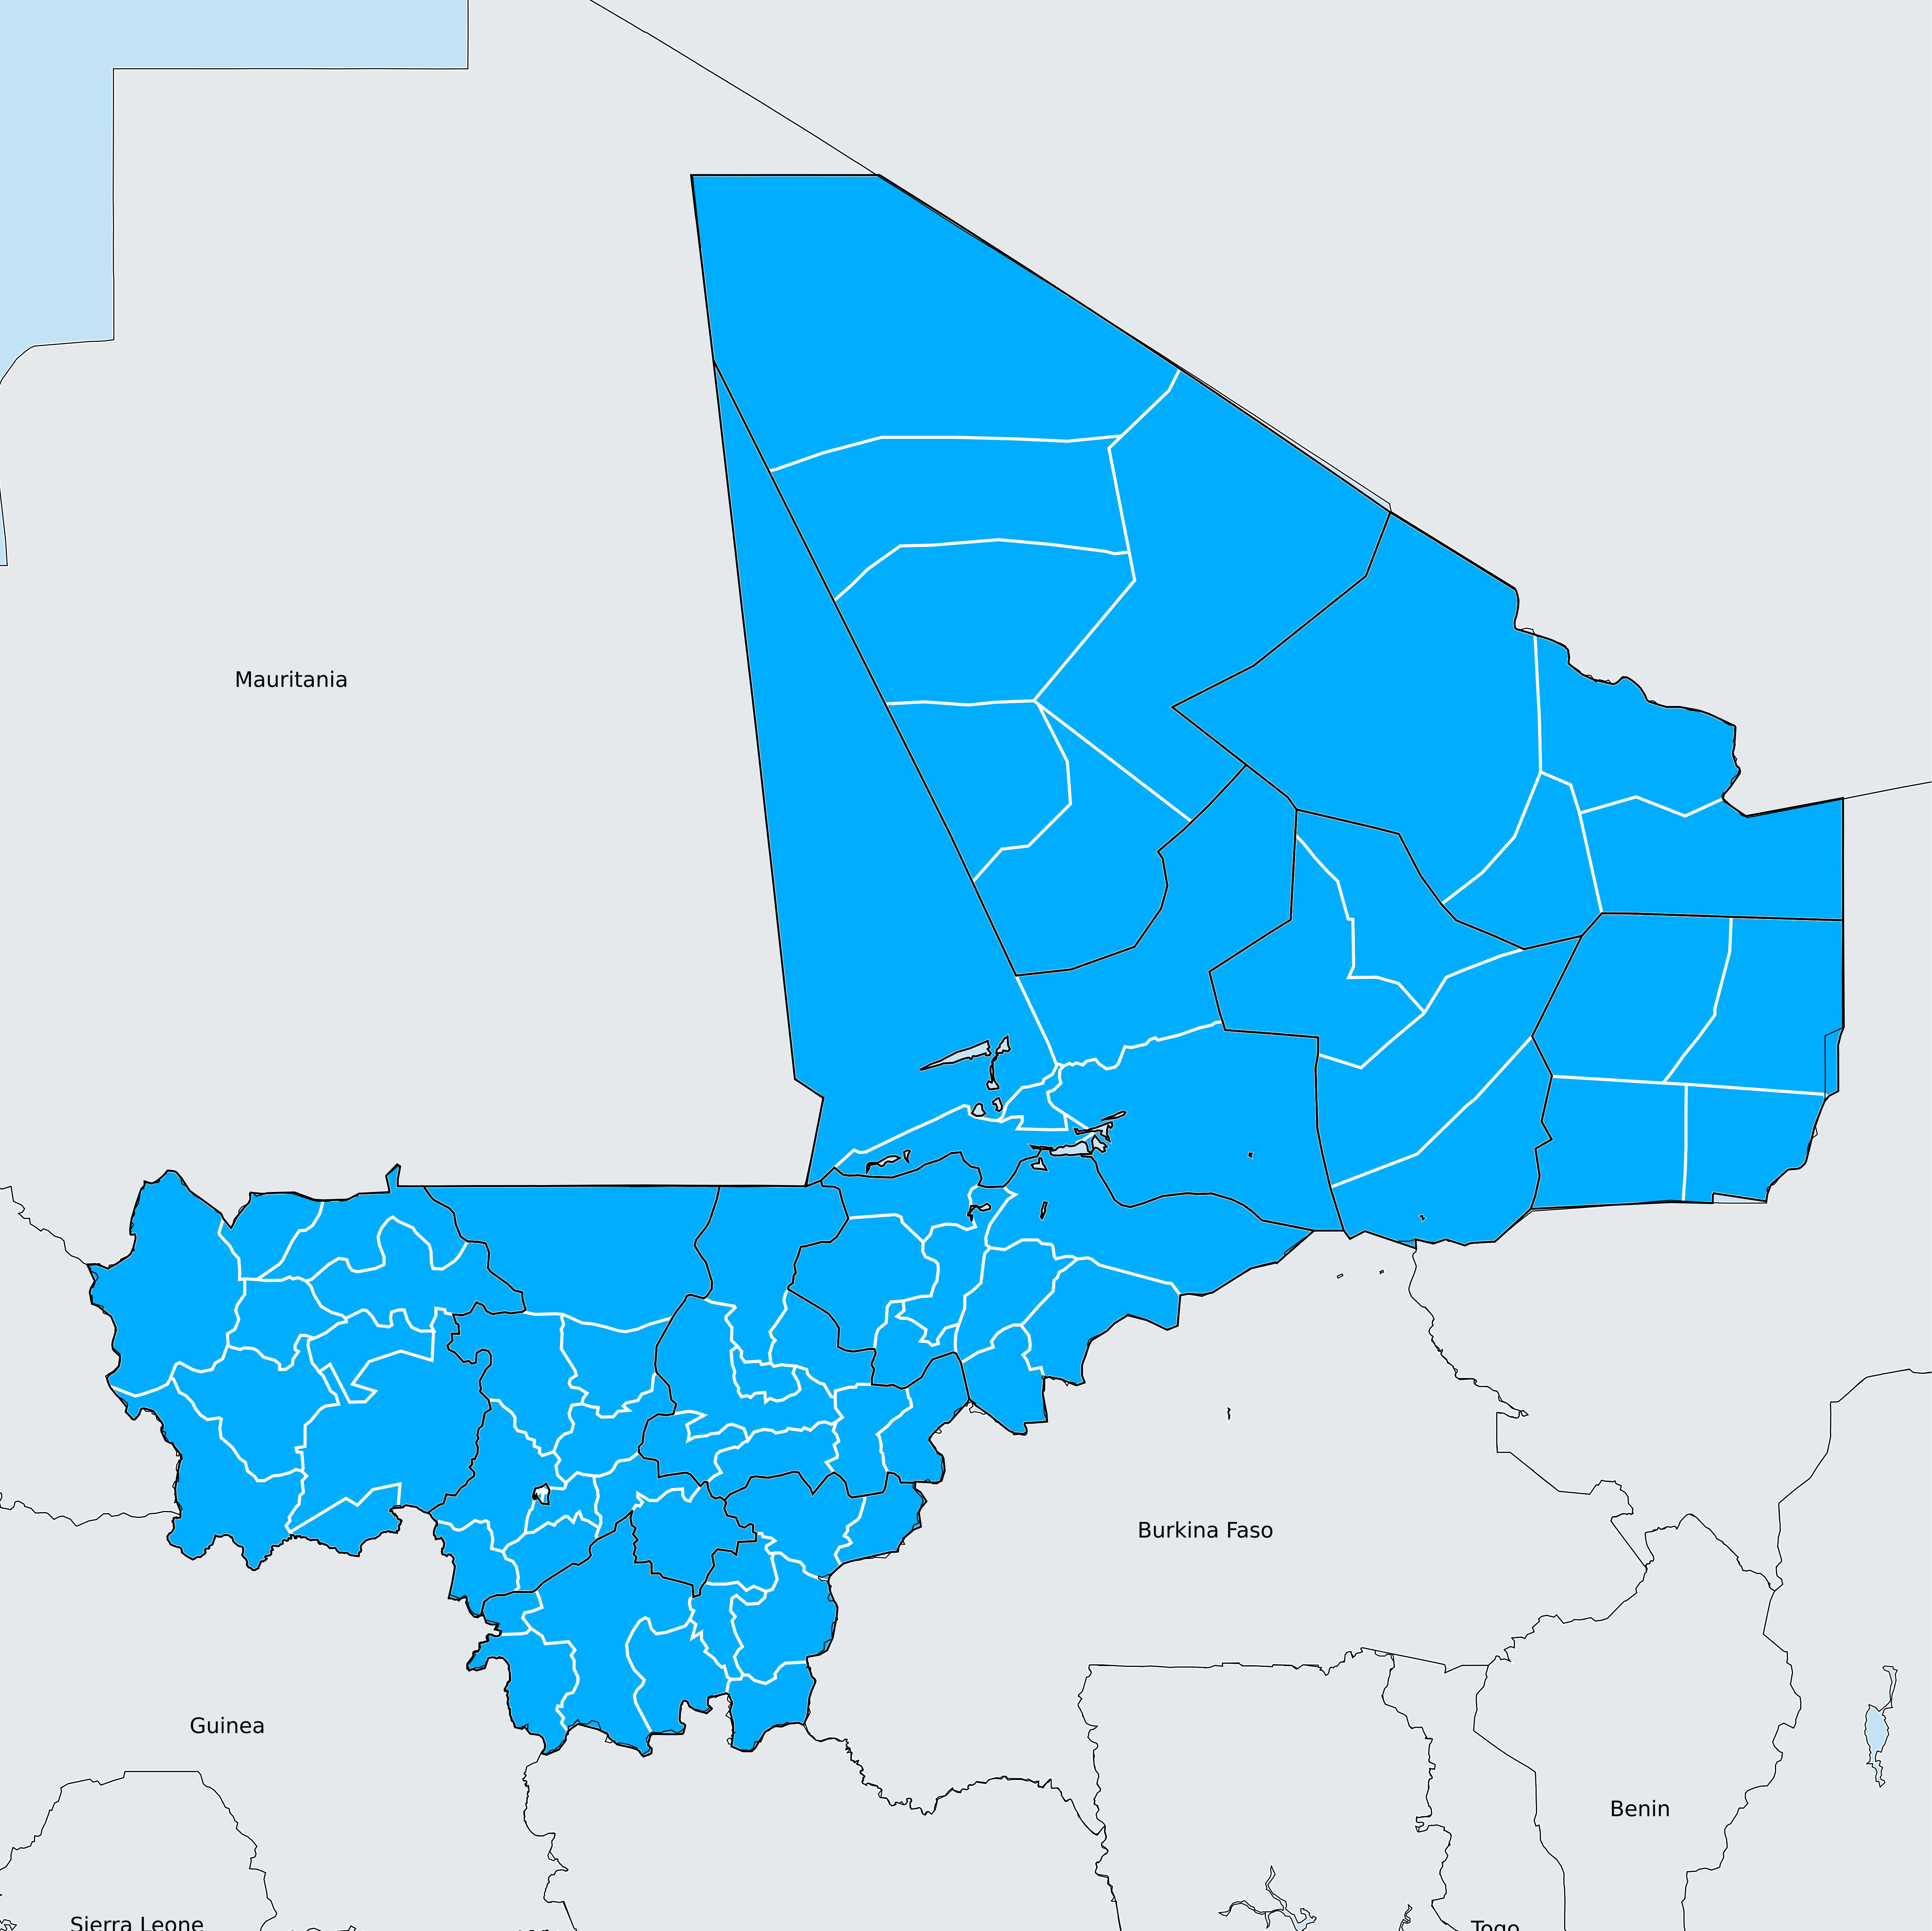 Mauritania
Burkina Faso
Guinea
Benin
Sierra Leone
Togo